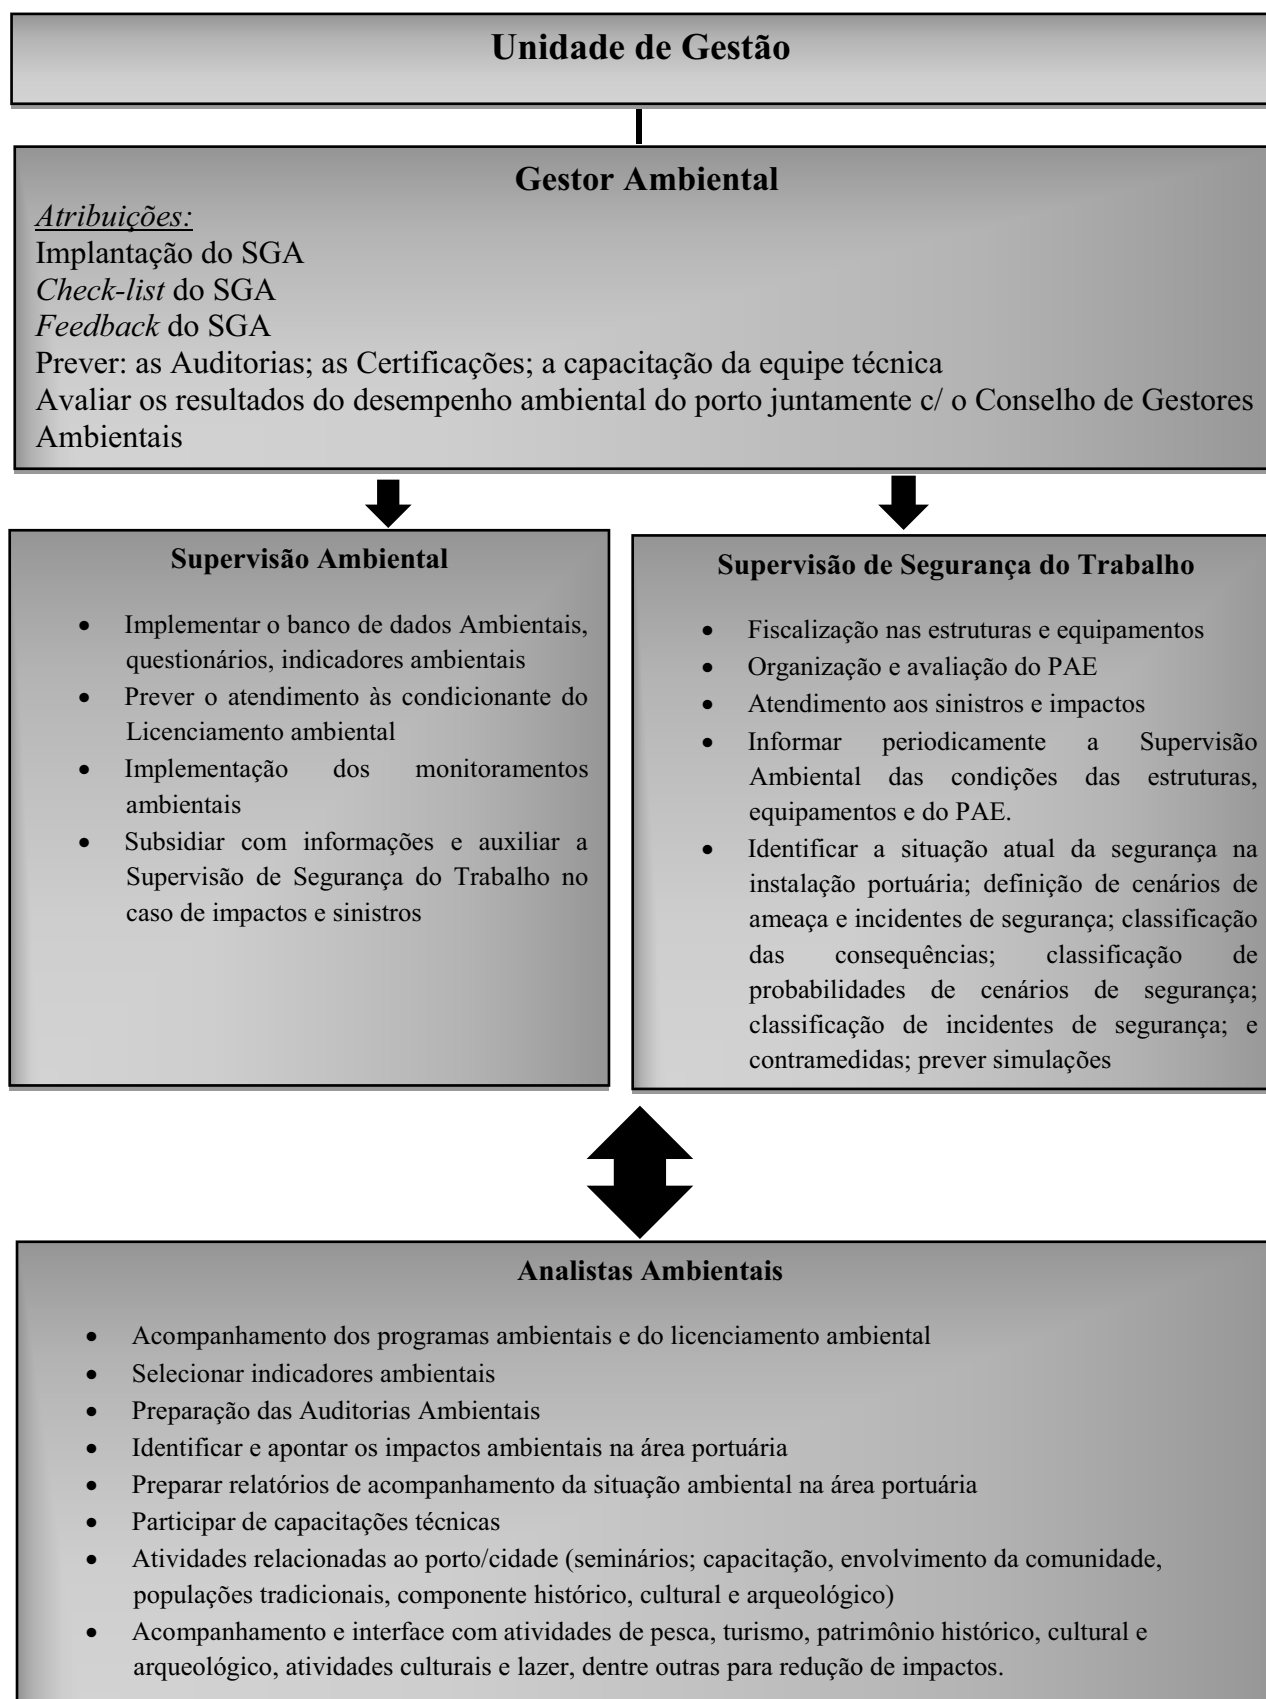 Unidade de Gestão
Gestor Ambiental
Atribuições:
Implantação do SGA
Check-list do SGA
Feedback do SGA
Prever: as Auditorias; as Certificações; a capacitação da equipe técnica
Avaliar os resultados do desempenho ambiental do porto juntamente c/ o Conselho de Gestores
Ambientais
Supervisão Ambiental
• Implementar o banco de dados Ambientais,
questionários, indicadores ambientais
• Prever o atendimento às condicionante do
Licenciamento ambiental
• Implementação dos monitoramentos
ambientais
• Subsidiar com informações e auxiliar a
Supervisão de Segurança do Trabalho no
caso de impactos e sinistros
Supervisão de Segurança do Trabalho
• Fiscalização nas estruturas e equipamentos
• Organização e avaliação do PAE
• Atendimento aos sinistros e impactos
• Informar periodicamente a Supervisão
Ambiental das condições das estruturas,
equipamentos e do PAE.
• Identificar a situação atual da segurança na
instalação portuária; definição de cenários de
ameaça e incidentes de segurança; classificação
das consequências; classificação de
probabilidades de cenários de segurança;
classificação de incidentes de segurança; e
contramedidas; prever simulações
Analistas Ambientais
• Acompanhamento dos programas ambientais e do licenciamento ambiental
• Selecionar indicadores ambientais
• Preparação das Auditorias Ambientais
• Identificar e apontar os impactos ambientais na área portuária
• Preparar relatórios de acompanhamento da situação ambiental na área portuária
• Participar de capacitações técnicas
• Atividades relacionadas ao porto/cidade (seminários; capacitação, envolvimento da comunidade,
populações tradicionais, componente histórico, cultural e arqueológico)
• Acompanhamento e interface com atividades de pesca, turismo, patrimônio histórico, cultural e
arqueológico, atividades culturais e lazer, dentre outras para redução de impactos.